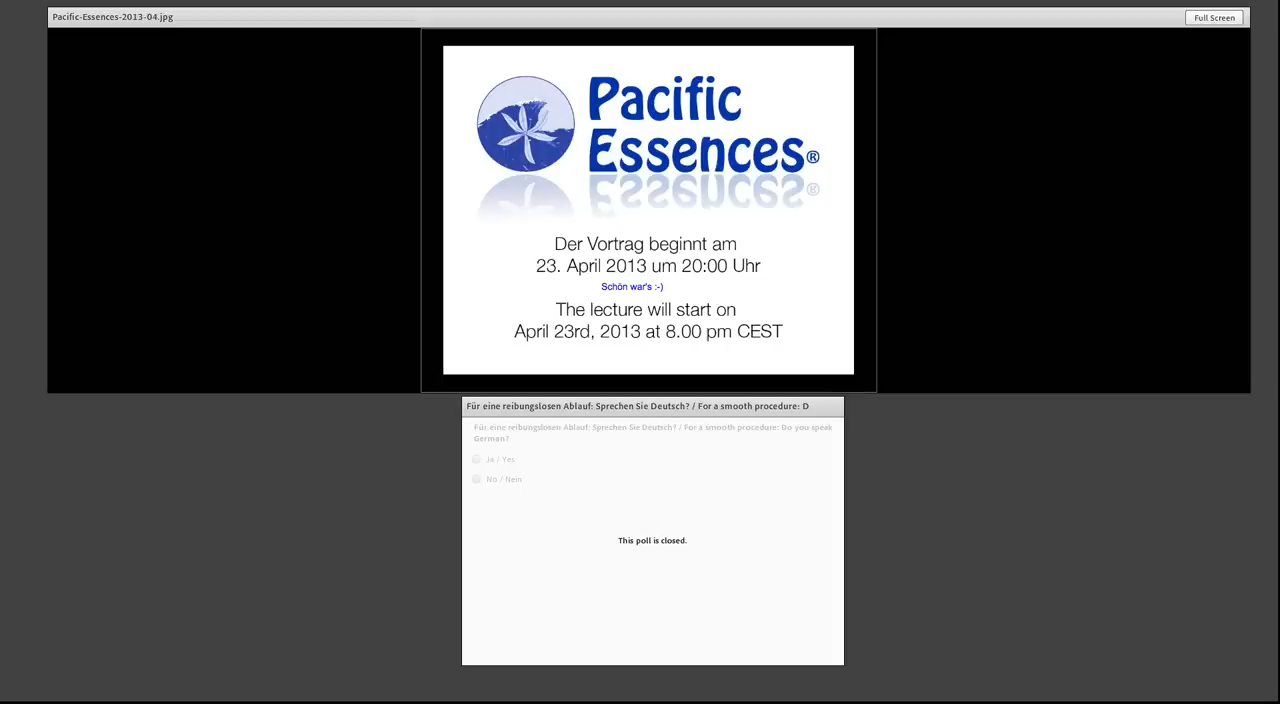 Pacific-Essences-2013-04.jpg
Full Screen
Pacific
Essences®
Der Vortrag beginnt am
23. April 2013 um 20:00 Uhr
Schön war's :-)
The lecture will start on
April 23rd, 2013 at 8.00 pm CEST
Für eine reibungslosen Ablauf: Sprechen Sie Deutsch? / For a smooth procedure: D
Für eine reibungslosen Ablauf: Sprechen Sie Deutsch? / For a smooth procedure: Do you speak
German?
Ja / Yes
No / Nein
This poll is closed.